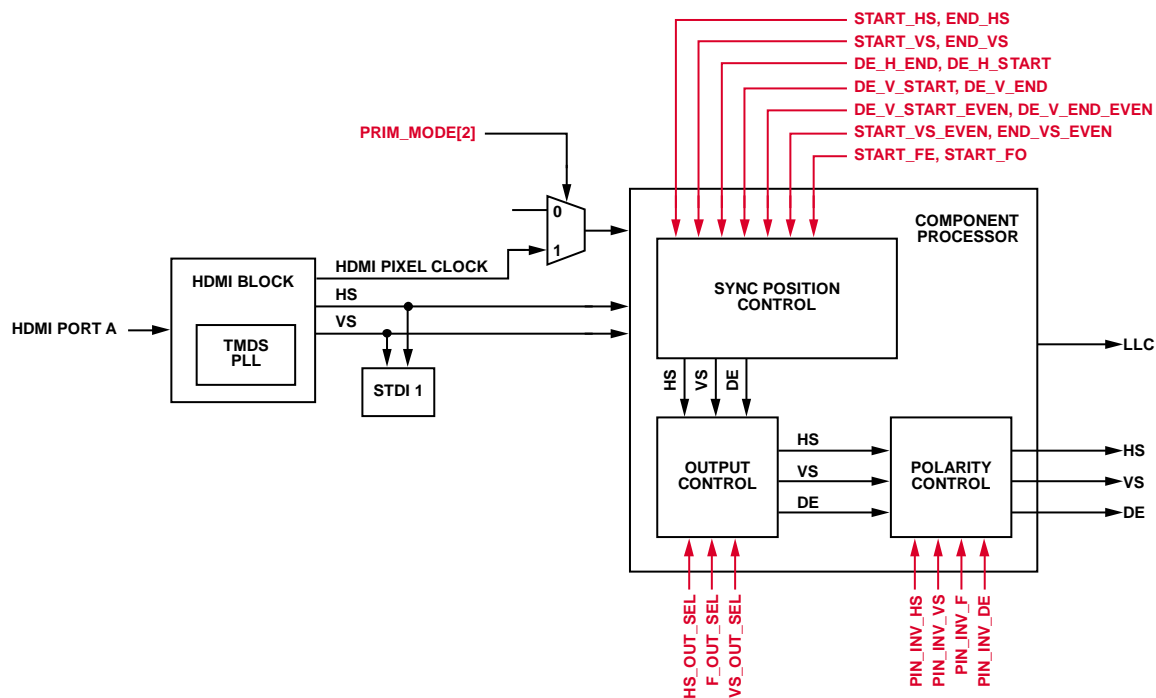 START_HS, END_HS
START_VS, END_VS
DE_H_END, DE_H_START
DE_V_START, DE_V_END
DE_V_START_EVEN, DE_V_END_EVEN
START_VS_EVEN, END_VS_EVEN
START_FE, START_FO
PRIM_MODE[2]
0
1
COMPONENT
PROCESSOR
HDMI PIXEL CLOCK
HDMI BLOCK
HS
VS
HDMI PORT A
TMDS
PLL
STDI 1
SYNC POSITION
CONTROL
LLC
HS
VS
DE
OUTPUT
CONTROL
HS
VS
DE
POLARITY
CONTROL
HS
VS
DE
HS_OUT_SEL
F_OUT_SEL
VS_OUT_SEL
PIN_INV_HS
PIN_INV_VS
PIN_INV_F
PIN_INV_DE